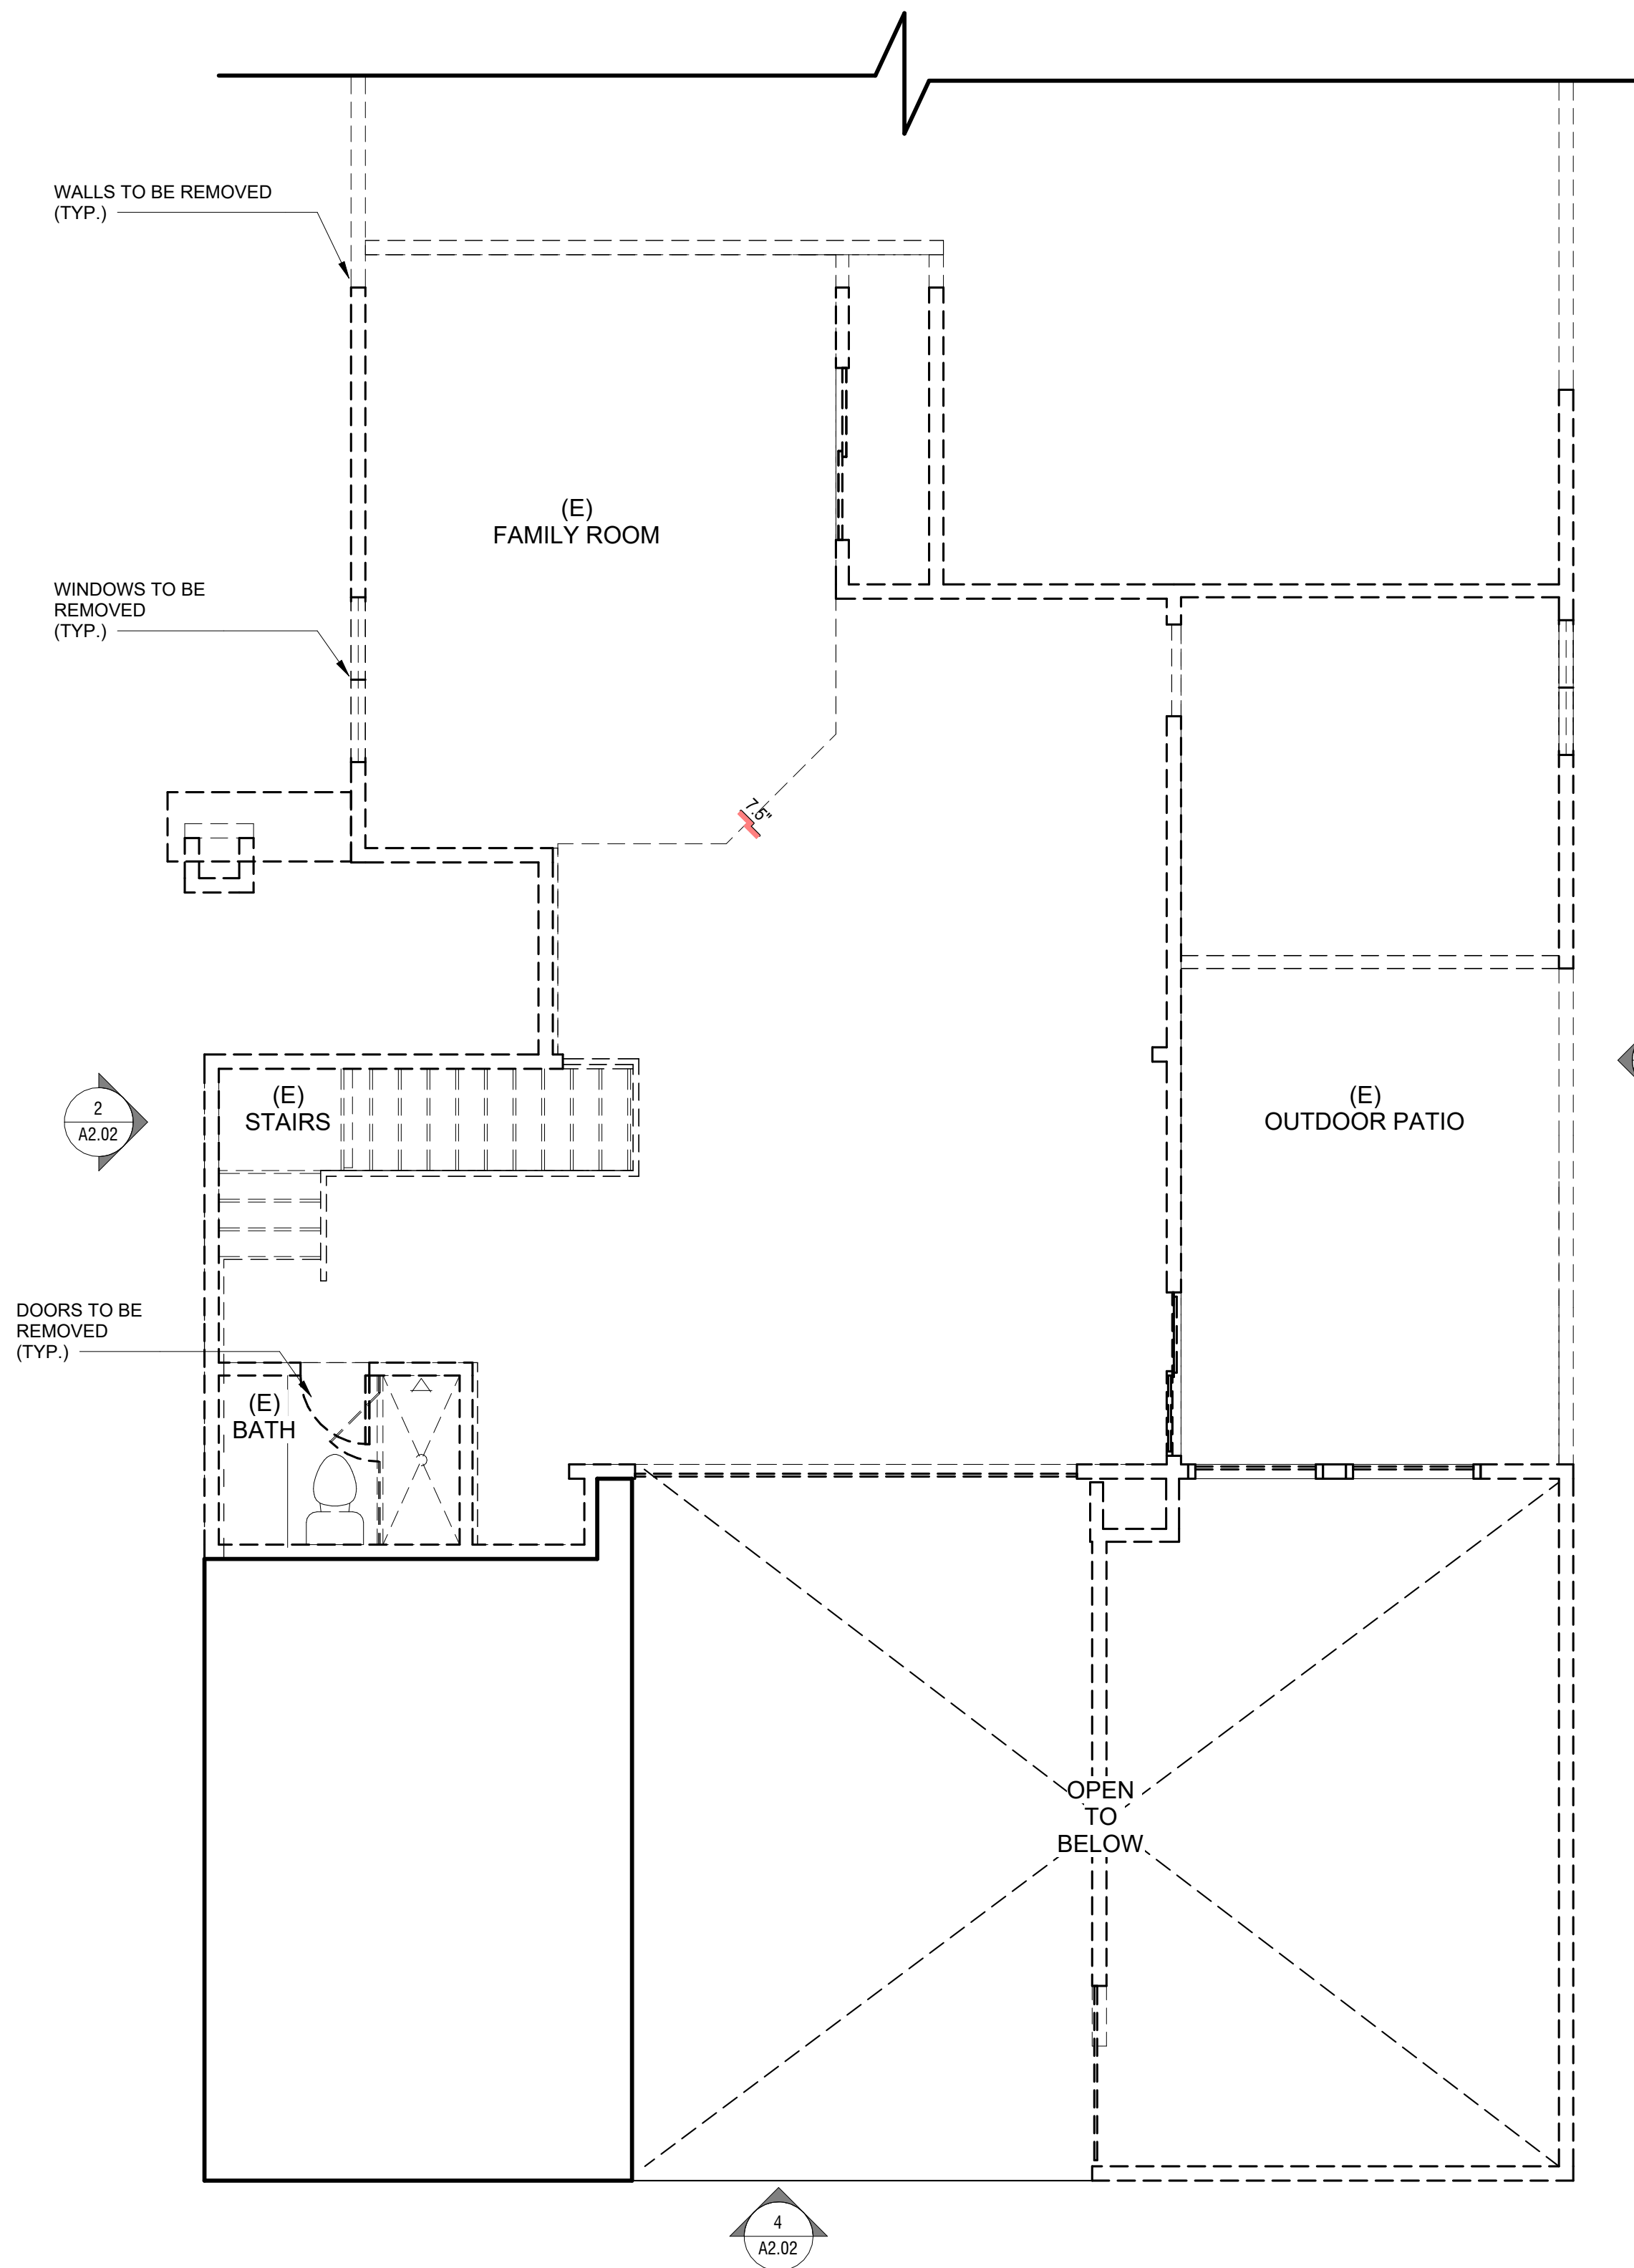 WALLS TO BE REMOVED
(TYP.)
(E)
FAMILY ROOM
WINDOWS TO BE
REMOVED
(TYP.)
7.5"
(E)
STAIRS
2
A2.02
(E)
OUTDOOR PATIO
DOORS TO BE
REMOVED
(TYP.)
(E)
BATH
OPEN
TO
BELOW
4
A2.02